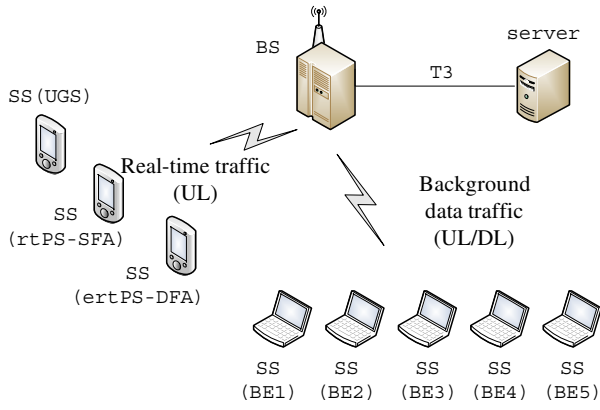 server
BS
T3
SS(UGS)
Real-time traffic
(UL)
SS
(rtPS-SFA)
Background
data traffic
(UL/DL)
SS
(ertPS-DFA)
SS
(BE1)
SS
(BE2)
SS
(BE3)
SS
(BE4)
SS
(BE5)